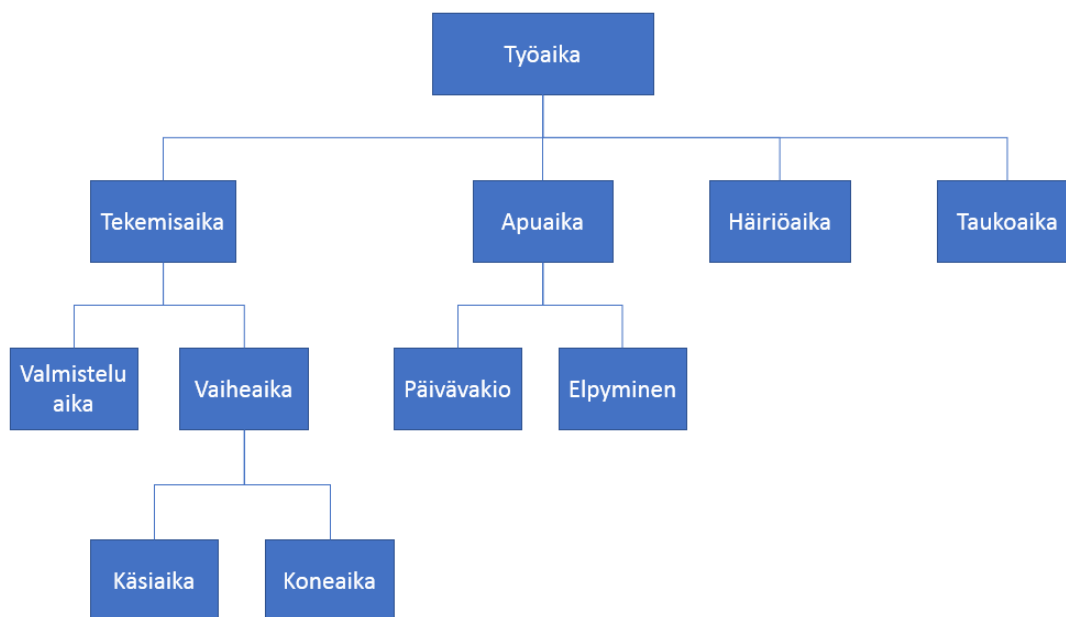 Työaika
Tekemisaika
Apuaika
Häiriöaika
Taukoaika
Valmistelu
aika
Vaiheaika
Päivävakio
Elpyminen
Käsiaika
Koneaika